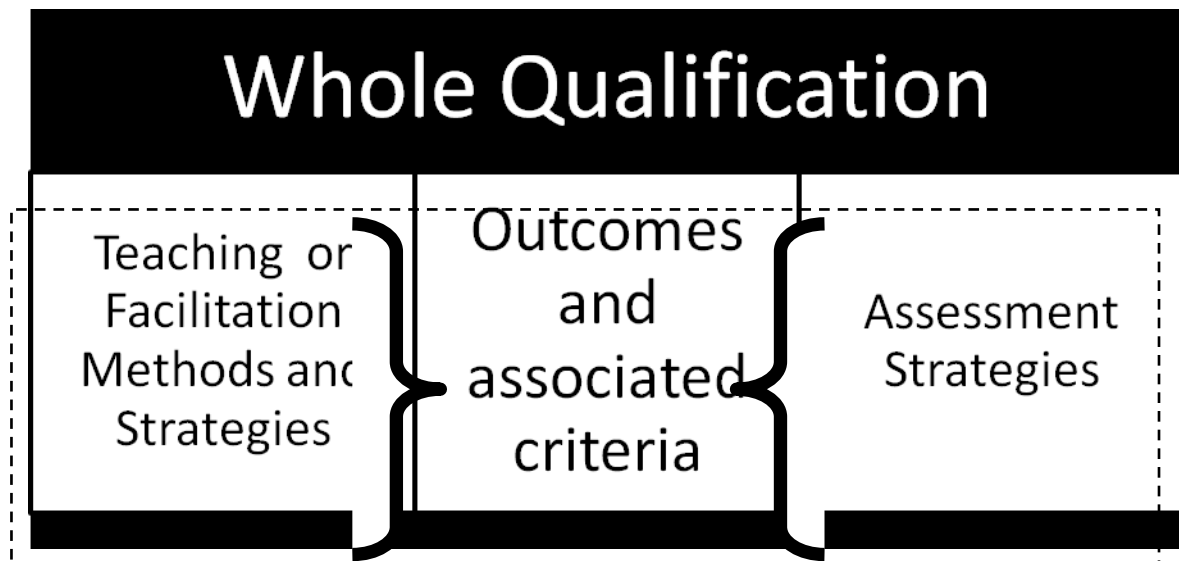 Whole Qualification
Teaching or
Facilitation
Methods and
Strategies
Outcomes
and
associated
criteria
Assessment
Strategies